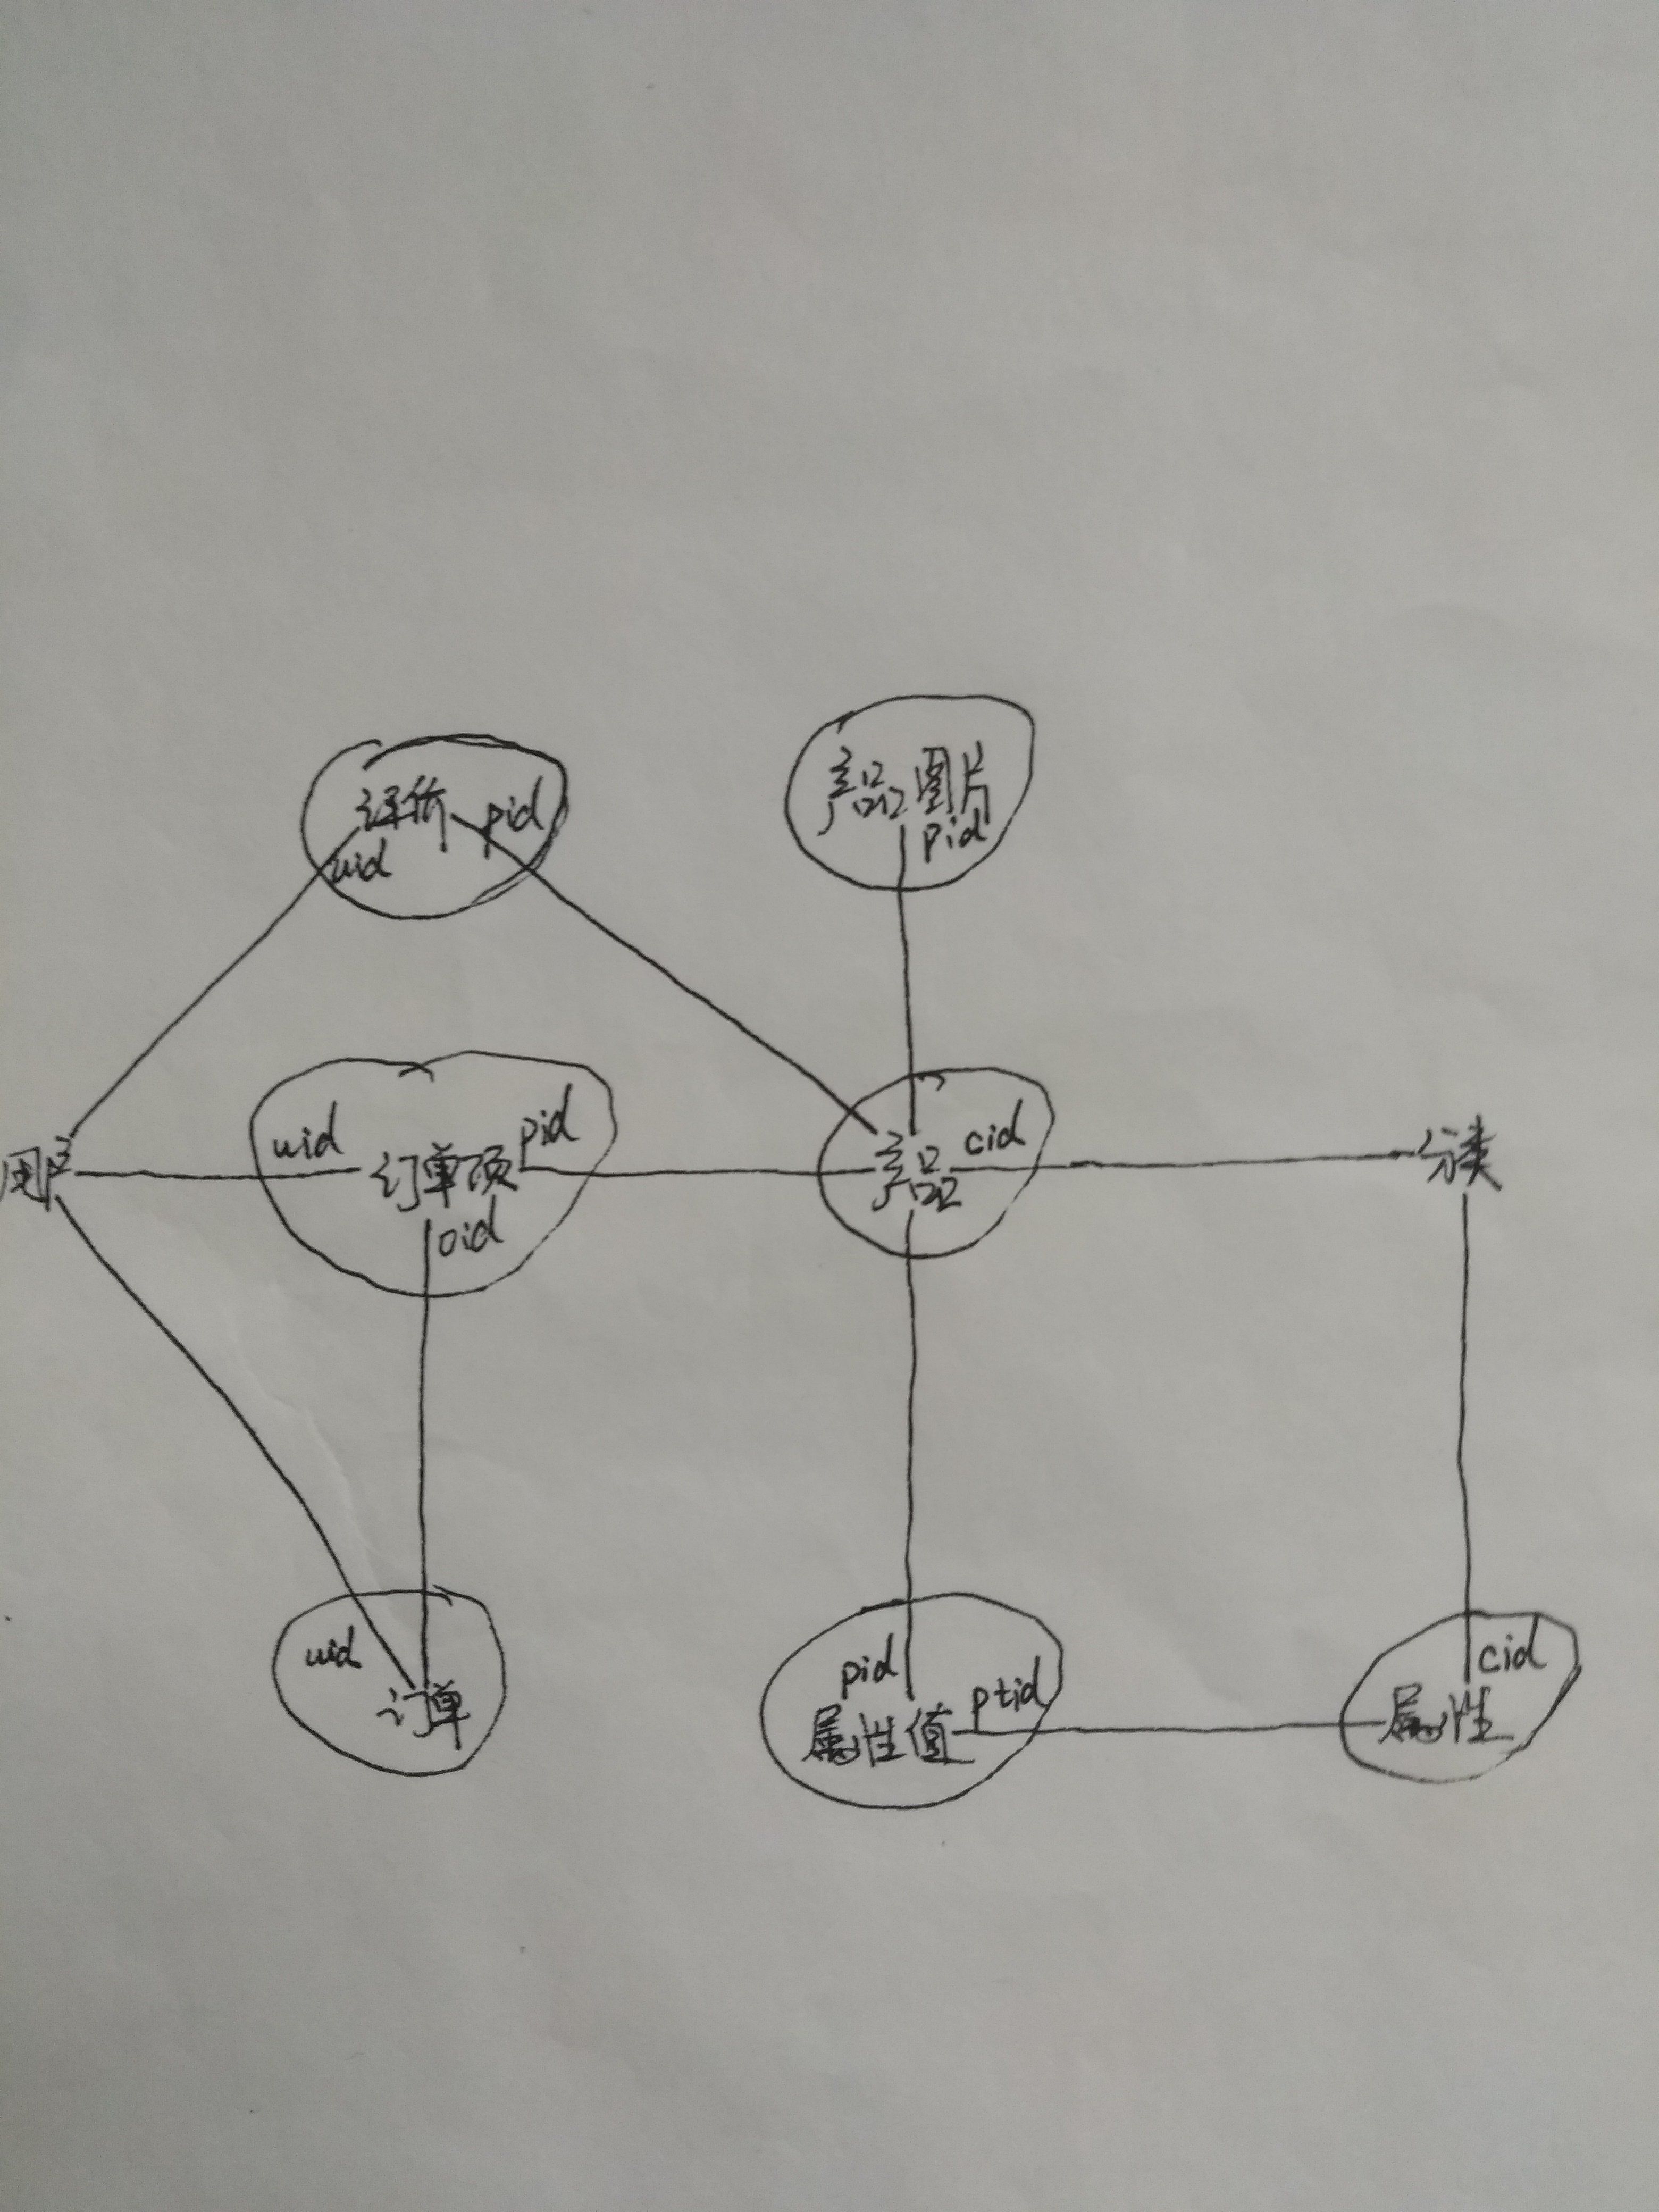 评价 pid
uid
产品图片
pid
用户
uid
订单项
pid
oid
产品
cid
分类
uid
订单
pid
属性值
ptid
cid
属性